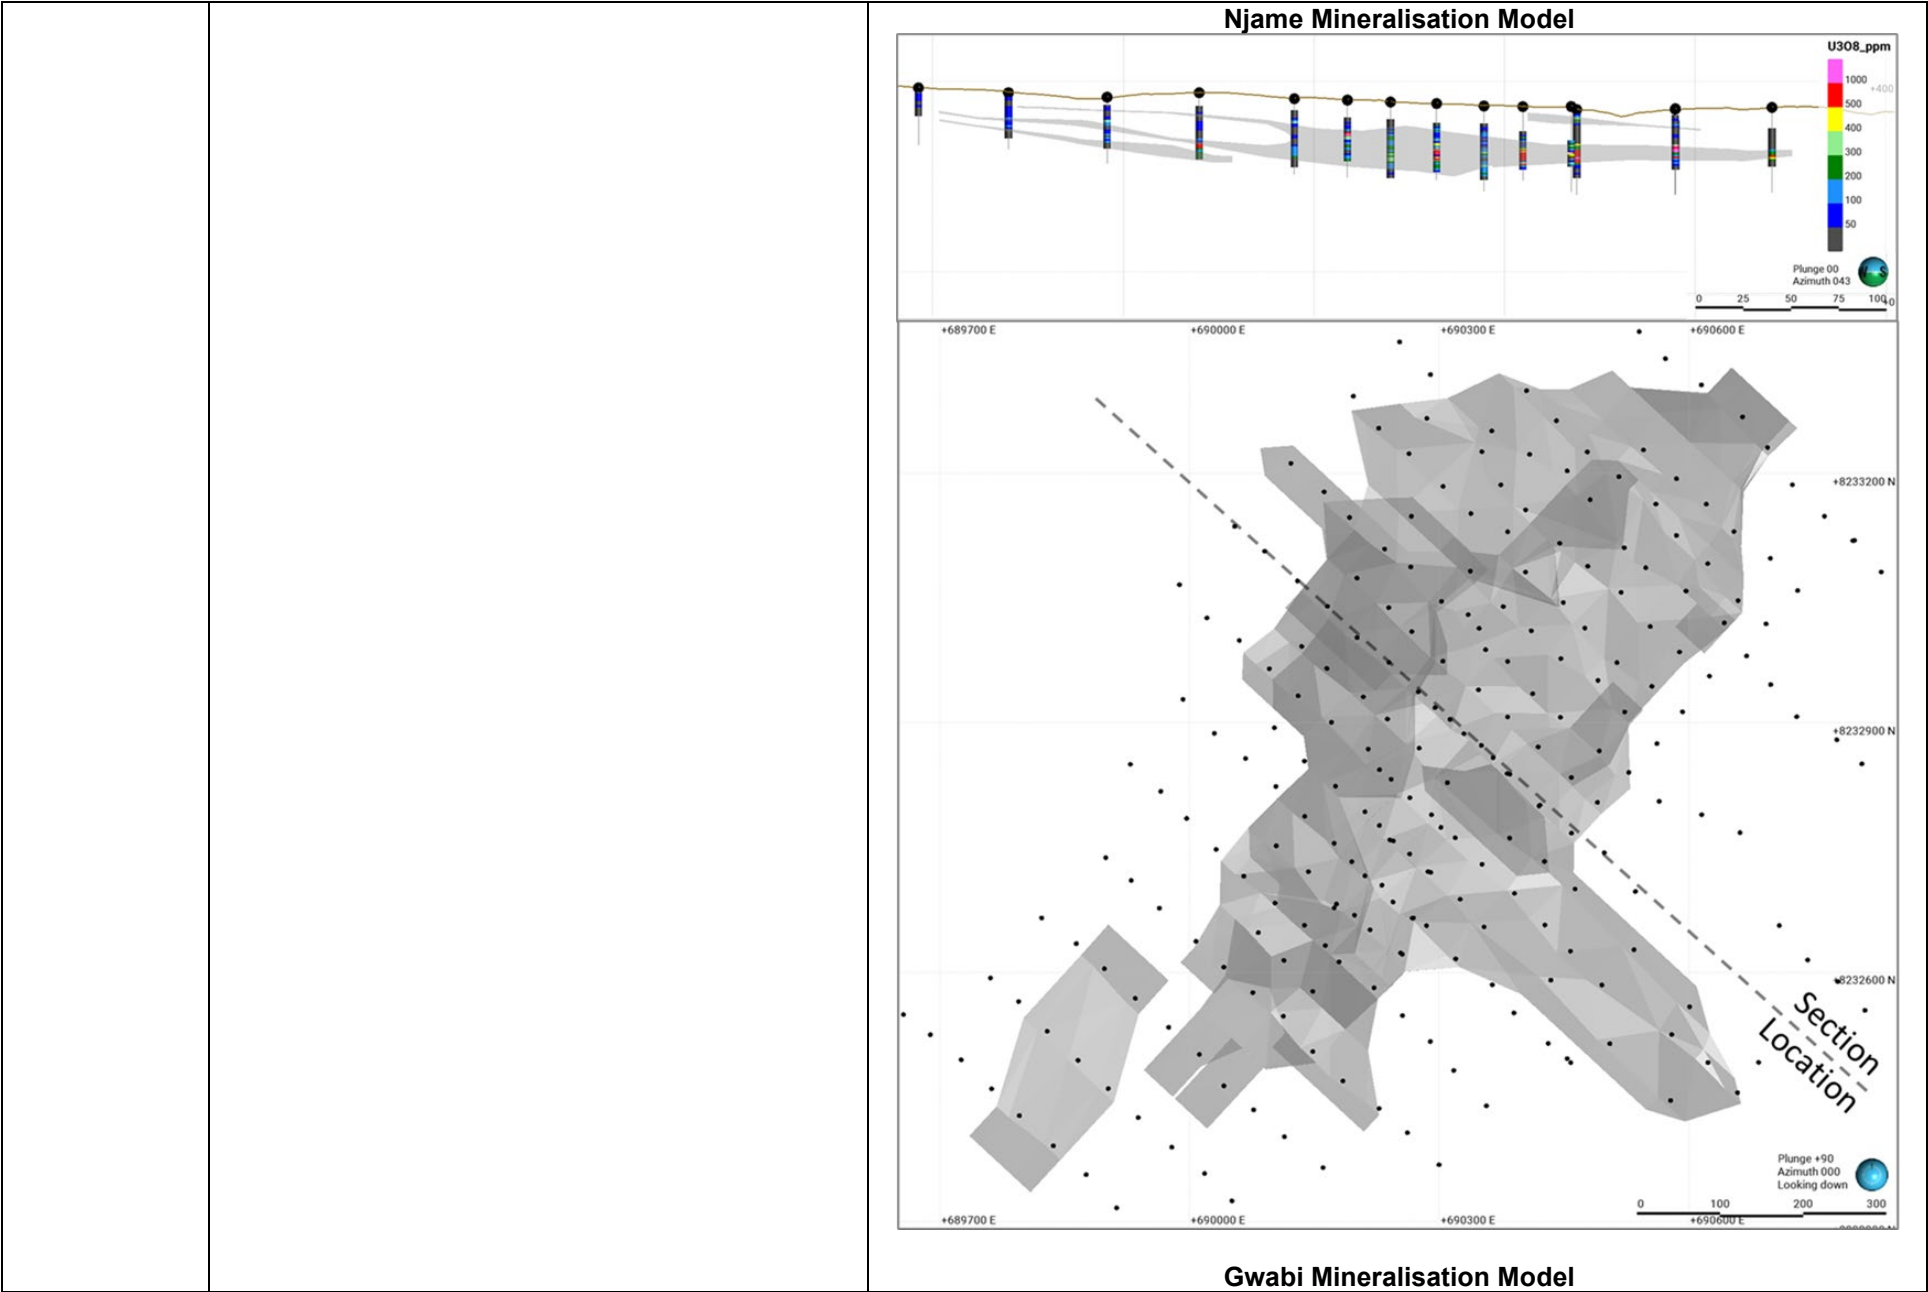 Njame Mineralisation Model
U3O8_ppm
1000
+400
500
400
300
200
100
50
Plunge 00
Azimuth 043
0 25 50 75 100
+0
+689700 E +690000 E +690300 E +690600 E
+8233200 N
+8232900 N
+8232600 N
Section
Location
Plunge +90
Azimuth 000
Looking down
0 100 200 300
+689700 E +690000 E +690300 E +690600 E
Gwabi Mineralisation Model